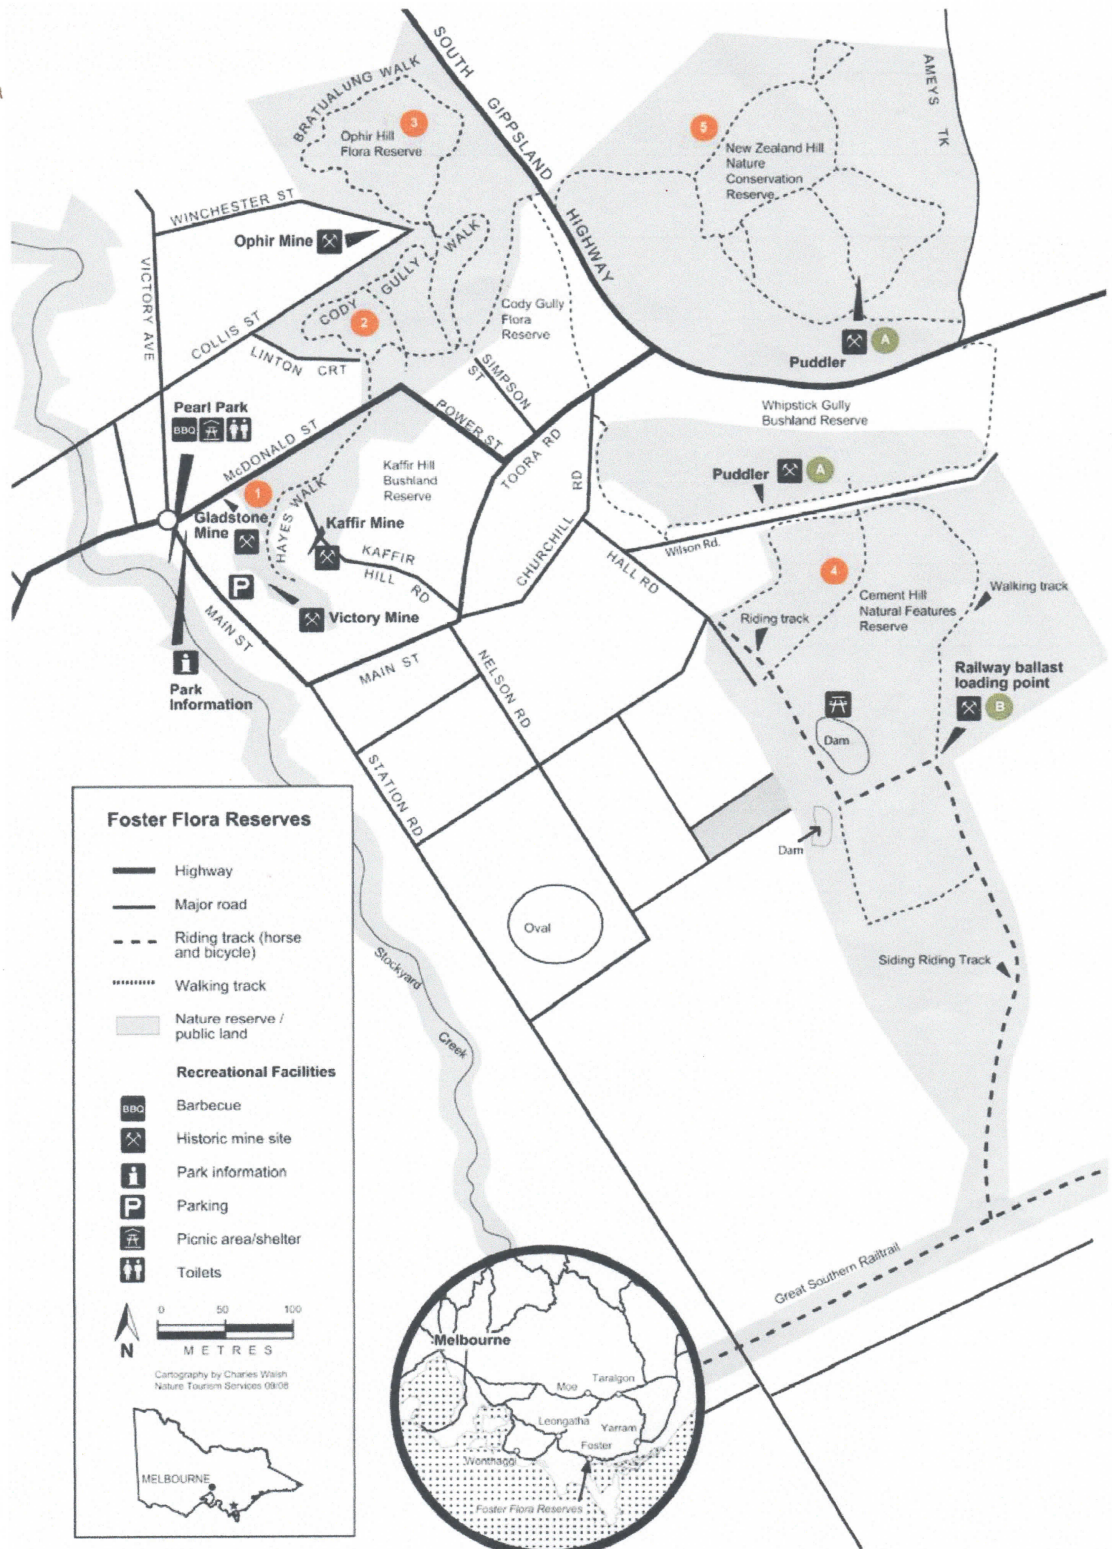 SOUTH GIPPSLAND HIGHWAY
BRATUALUNG WALK
3
Ophir Hill
Flora Reserve
AMEYS TK
5
New Zealand Hill
Nature
Conservation
Reserve
WINCHESTER ST
Ophir Mine
VICTORY AVE
CODY GULLY WALK
2
Cody Gully
Flora
Reserve
COLLIS ST
LINTON CRT
SIMPSON ST
A
Puddler
Pearl Park
BBQ
McDONALD ST
POWER ST
TOORA RD
Whipstick Gully
Bushland Reserve
Kaffir Hill
Bushland
Reserve
Puddler
A
1
Gladstone
Mine
HAYES WALK
Kaffir Mine
KAFFIR
HILL RD
CHURCHILL RD
HALL RD
Wilson Rd.
4
Cement Hill
Natural Features
Reserve
Walking track
Riding track
P
Victory Mine
MAIN ST
MAIN ST
NELSON RD
Park
Information
Railway ballast
loading point
B
Dam
Dam
STATION RD
Oval
Stockyard
Creek
Siding Riding Track
Great Southern Railtrail
Foster Flora Reserves
Highway
Major road
Riding track (horse
and bicycle)
Walking track
Nature reserve /
public land
Recreational Facilities
BBQ
Barbecue
Historic mine site
i
Park information
P
Parking
Picnic area/shelter
Toilets
0 50 100
N
METRES
Cartography by Charles Walsh
Nature Tourism Services 09/08
MELBOURNE
Melbourne
Moe
Taralgon
Leongatha
Yarram
Foster
Wonthaggi
Foster Flora Reserves